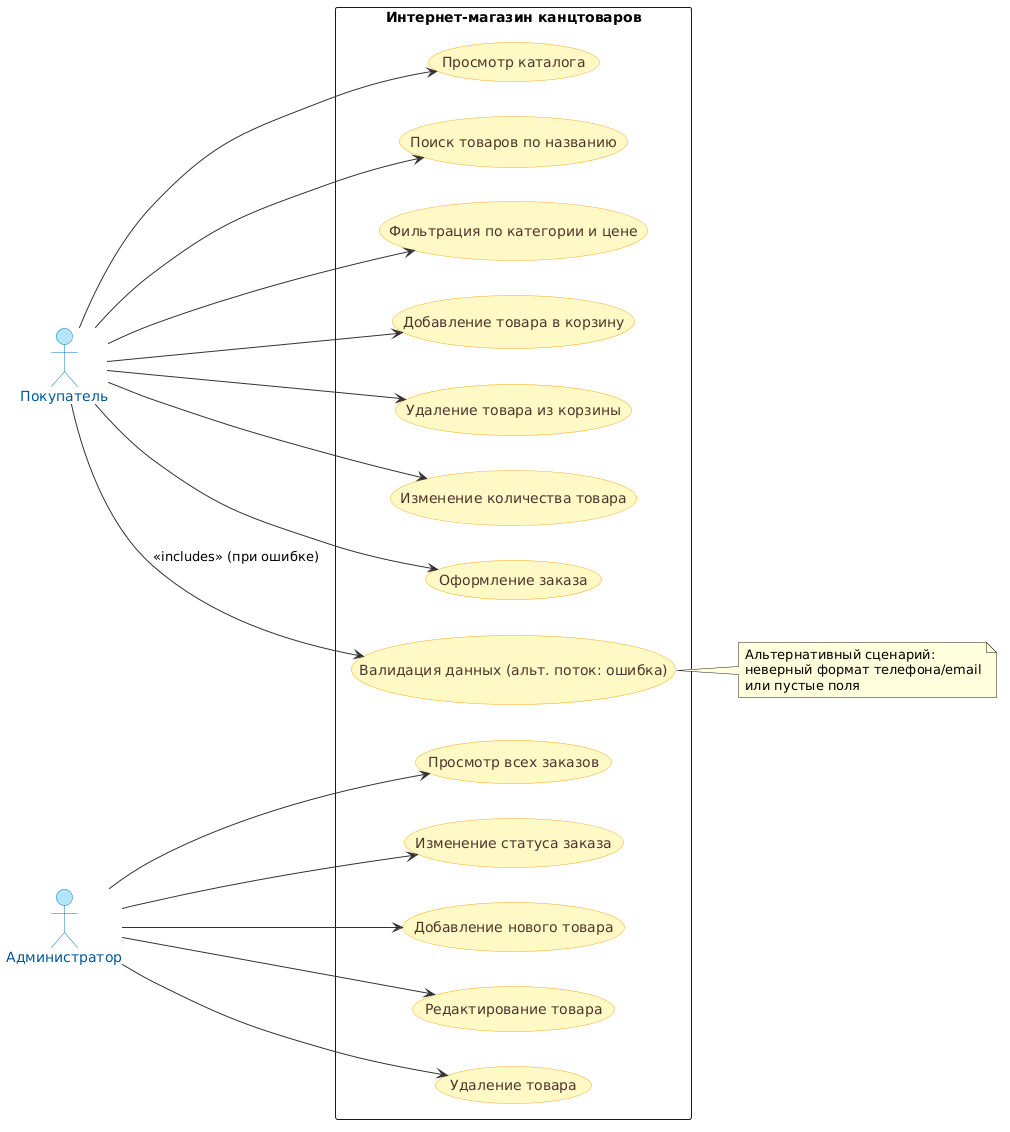 Интернет-магазин канцтоваров
Просмотр каталога
Поиск товаров по названию
Фильтрация по категории и цене
Добавление товара в корзину
Покупатель
Удаление товара из корзины
Изменение количества товара
«includes» (при ошибке)
Оформление заказа
Валидация данных (альт. поток: ошибка)
Альтернативный сценарий:
неверный формат телефона/email
или пустые поля
Просмотр всех заказов
Изменение статуса заказа
Добавление нового товара
Администратор
Редактирование товара
Удаление товара